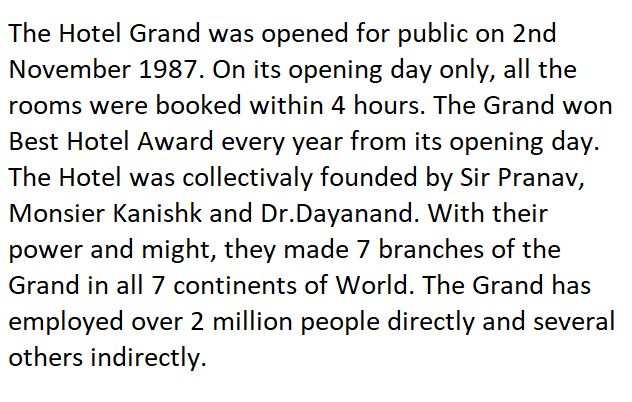 The Hotel Grand was opened for public on 2nd
November 1987. On its opening day only, all the
rooms were booked within 4 hours. The Grand won
Best Hotel Award every year from its opening day.
The Hotel was collectivaly founded by Sir Pranav,
Monsier Kanishk and Dr.Dayanand. With their
power and might, they made 7 branches of the
Grand in all 7 continents of World. The Grand has
employed over 2 million people directly and several
others indirectly.